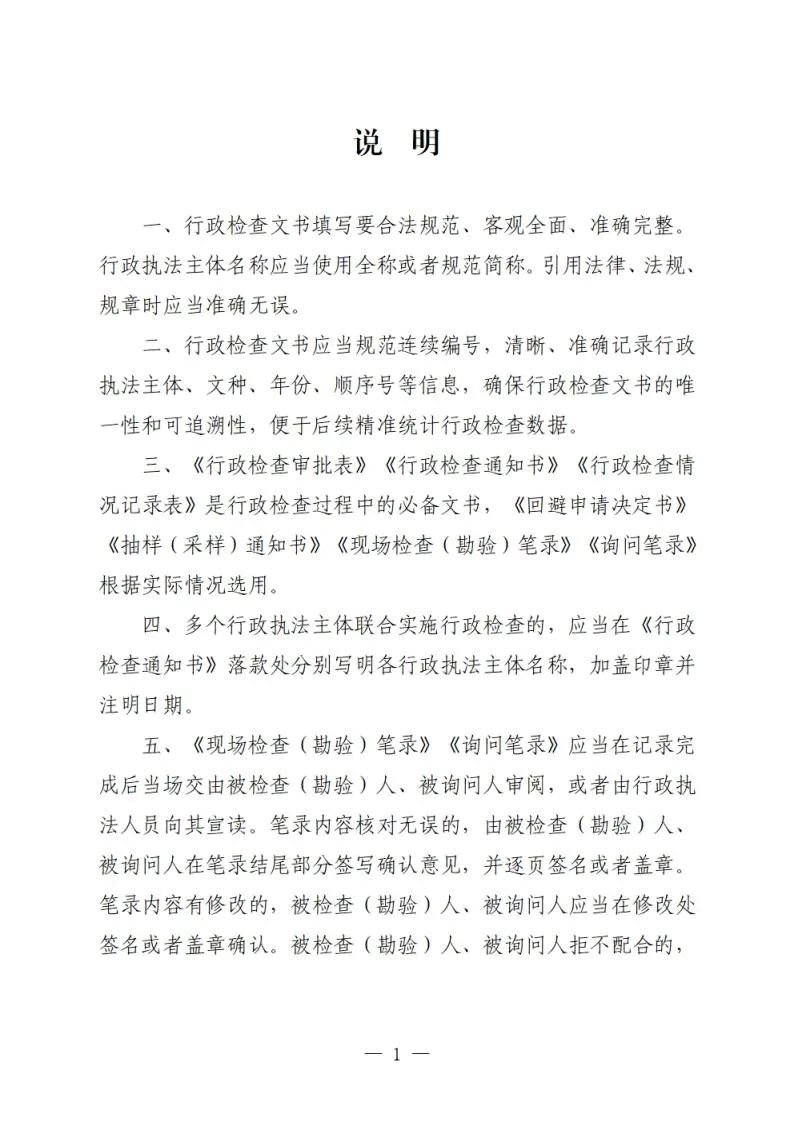 说 明
一、行政检查文书填写要合法规范、客观全面、准确完整。
行政执法主体名称应当使用全称或者规范简称。引用法律、法规、
规章时应当准确无误。
二、行政检查文书应当规范连续编号，清晰、准确记录行政
执法主体、文种、年份、顺序号等信息，确保行政检查文书的唯
一性和可追溯性，便于后续精准统计行政检查数据。
三、《行政检查审批表》《行政检查通知书》《行政检查情
况记录表》是行政检查过程中的必备文书，《回避申请决定书》
《抽样（采样）通知书》《现场检查（勘验）笔录》《询问笔录》
根据实际情况选用。
四、多个行政执法主体联合实施行政检查的，应当在《行政
检查通知书》落款处分别写明各行政执法主体名称，加盖印章并
注明日期。
五、《现场检查（勘验）笔录》《询问笔录》应当在记录完
成后当场交由被检查（勘验）人、被询问人审阅，或者由行政执
法人员向其宣读。笔录内容核对无误的，由被检查（勘验）人、
被询问人在笔录结尾部分签写确认意见，并逐页签名或者盖章。
笔录内容有修改的，被检查（勘验）人、被询问人应当在修改处
签名或者盖章确认。被检查（勘验）人、被询问人拒不配合的，
— 1 —